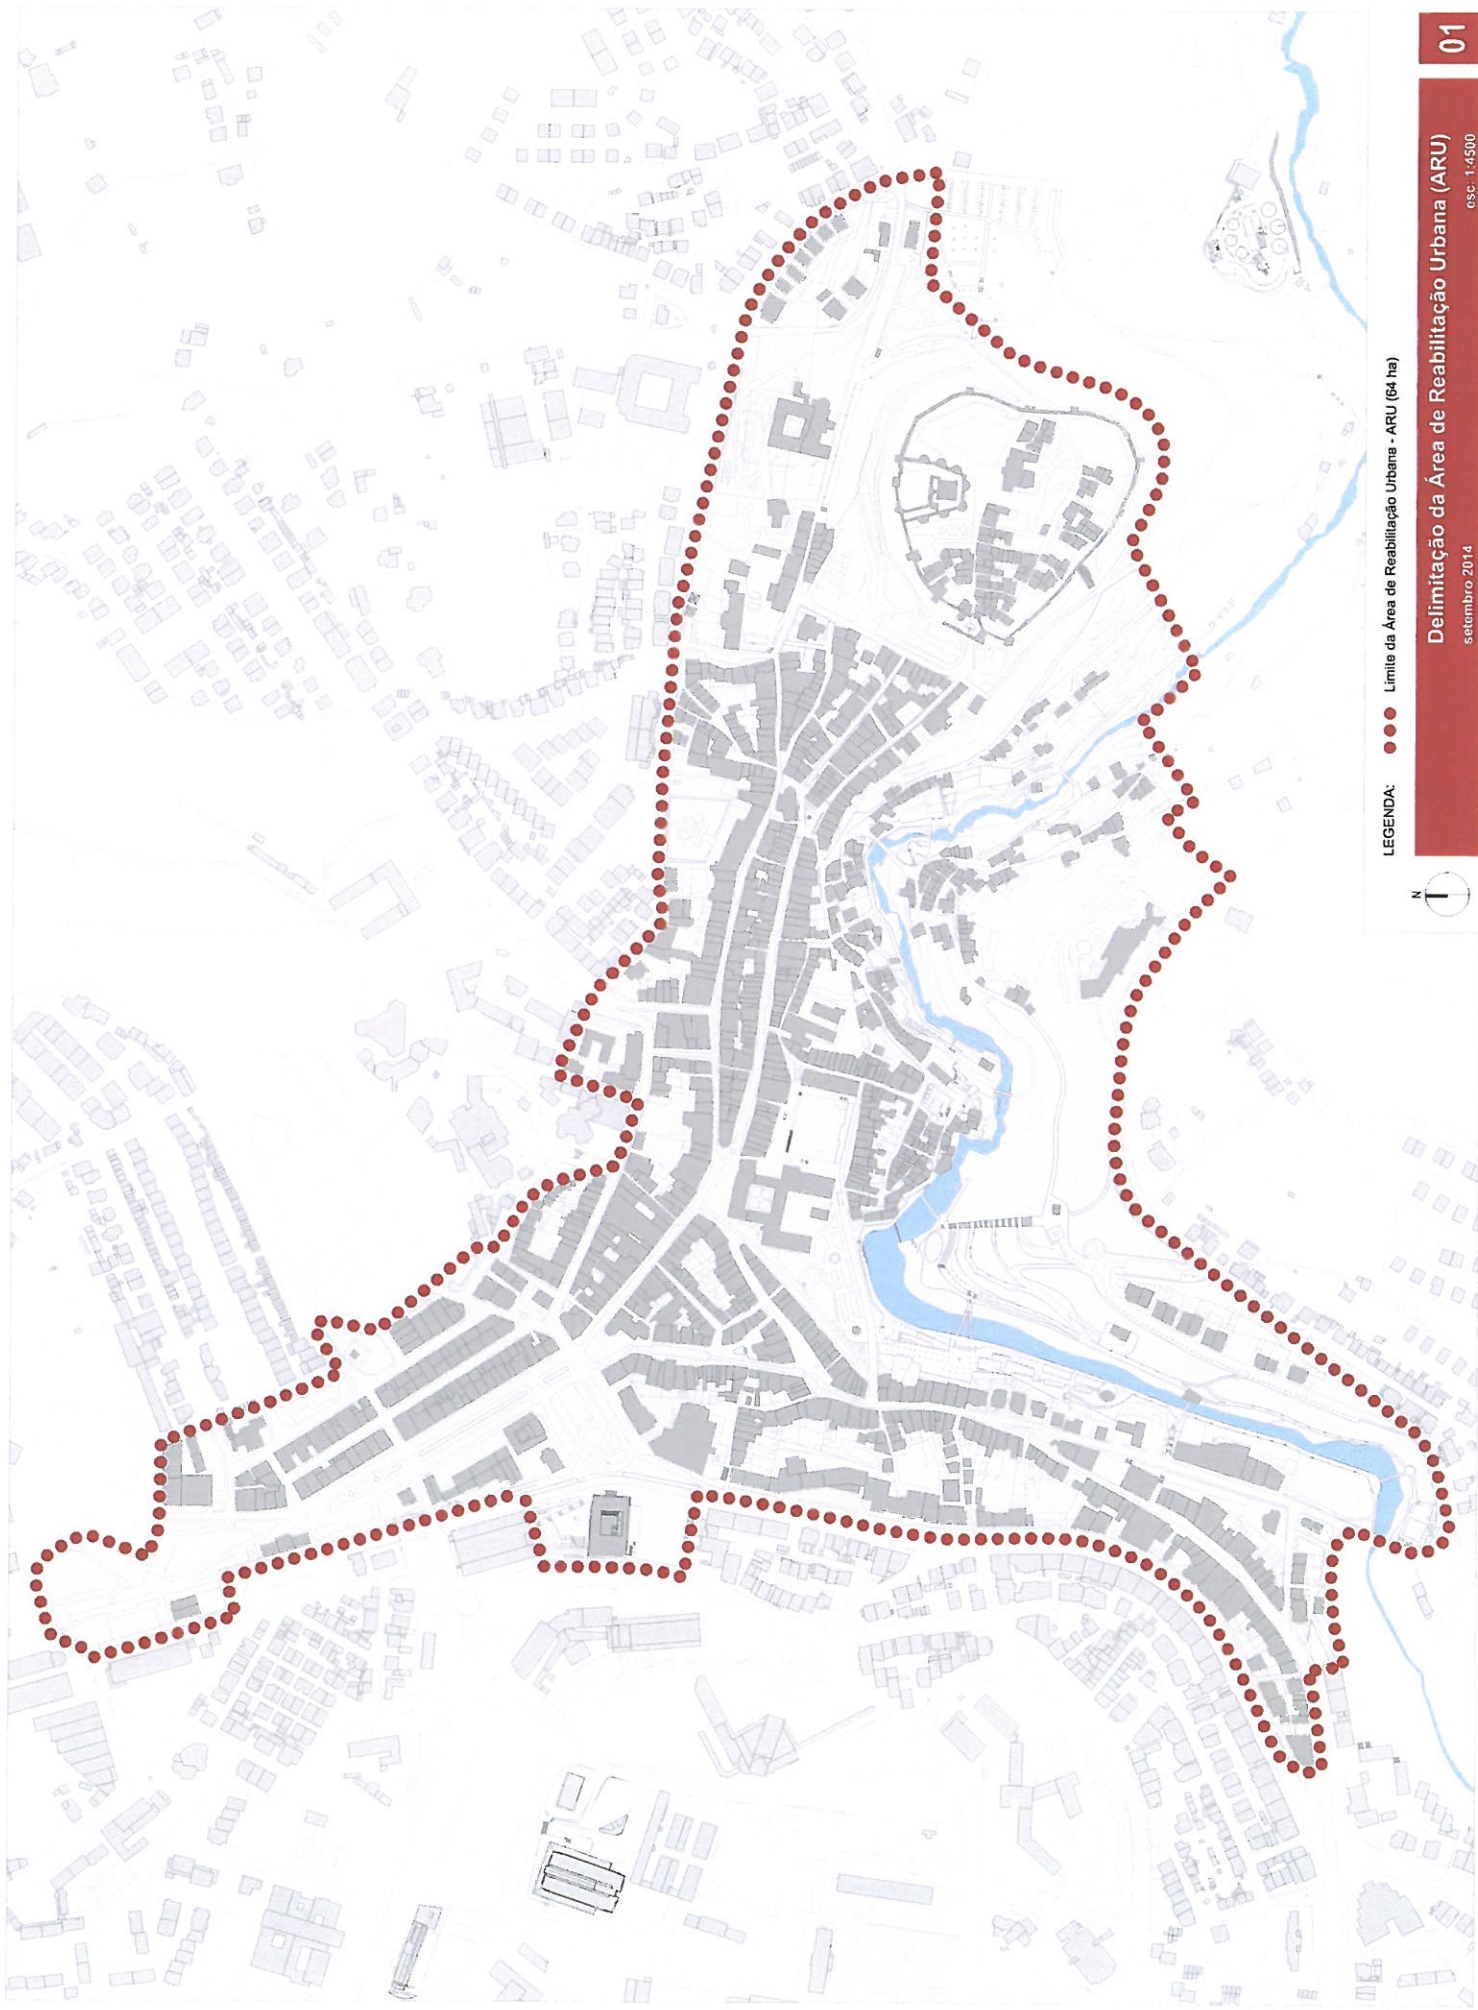 LEGENDA:
Limite da Área de Reabilitação Urbana - ARU (64 ha)
N
Delimitação da Área de Reabilitação Urbana (ARU)
01
setembro 2014
esc: 1:4500